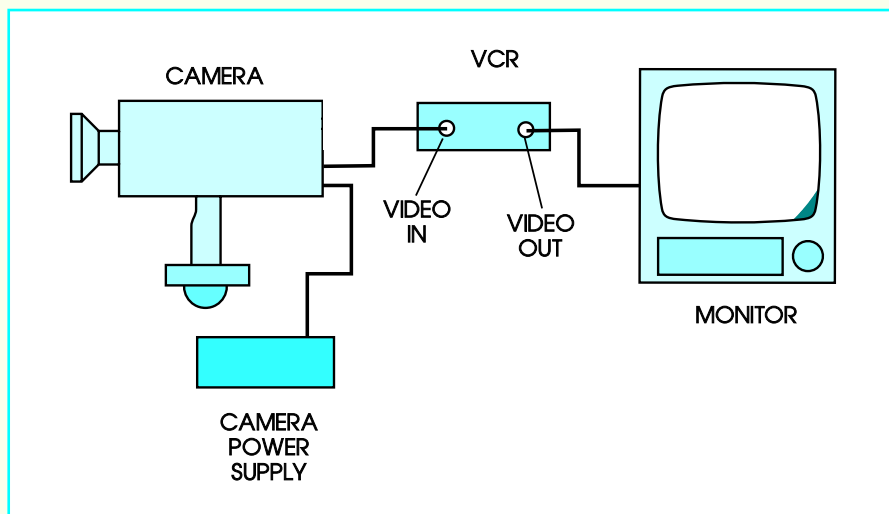 CAMERA
VCR
VIDEO
IN
VIDEO
OUT
MONITOR
CAMERA
POWER
SUPPLY